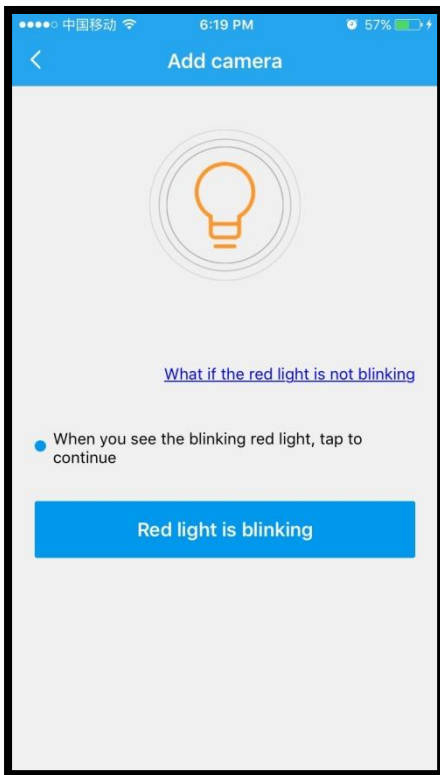 中国移动 6:19 PM 57%
Add camera
What if the red light is not blinking
When you see the blinking red light, tap to
continue
Red light is blinking